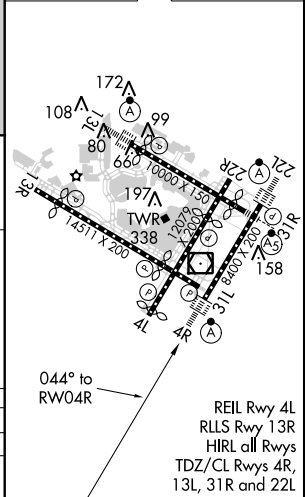 172
A
108
13L
99
80
66
P
10000 X 150
22R
A
22L
13R
P
197
TWR
338
12079
X 200
P
P
31R
A5
158
14511 X 200
P
8400 X 200
P
31L
4L
4R
A
044° to
RW04R
REIL Rwy 4L
RLLS Rwy 13R
HIRL all Rwys
TDZ/CL Rwys 4R,
13L, 31R and 22L